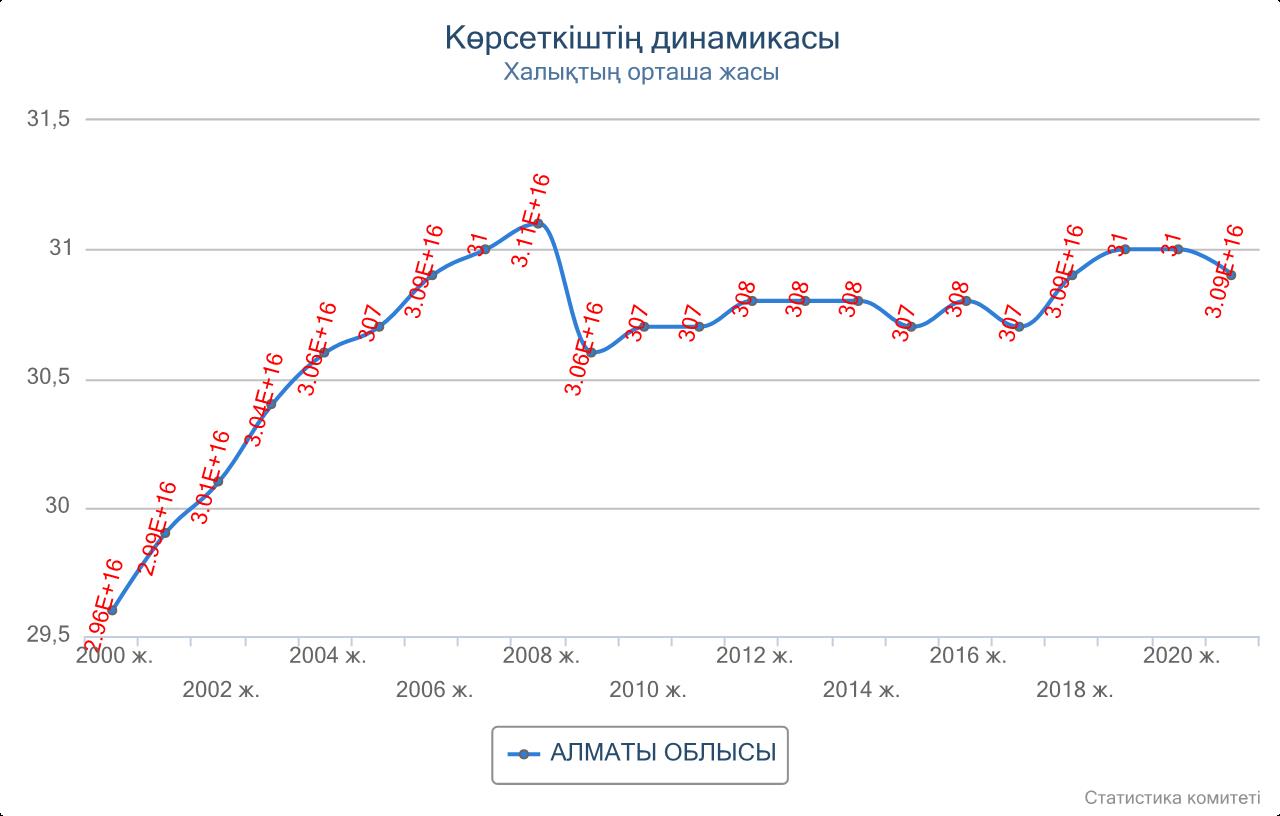 Көрсеткіштің динамикасы
Халықтың орташа жасы
31,5
31
30,5
30
29,5
2.96E+16
2.99E+16
3.01E+16
3.04E+16
3.06E+16
307
3.09E+16
31
3.11E+16
3.06E+16
307
307
308
308
308
307
308
307
3.09E+16
31
31
3.09E+16
2000 ж. 2004 ж. 2008 ж. 2012 ж. 2016 ж. 2020 ж.
2002 ж. 2006 ж. 2010 ж. 2014 ж. 2018 ж.
АЛМАТЫ ОБЛЫСЫ
Статистика комитеті